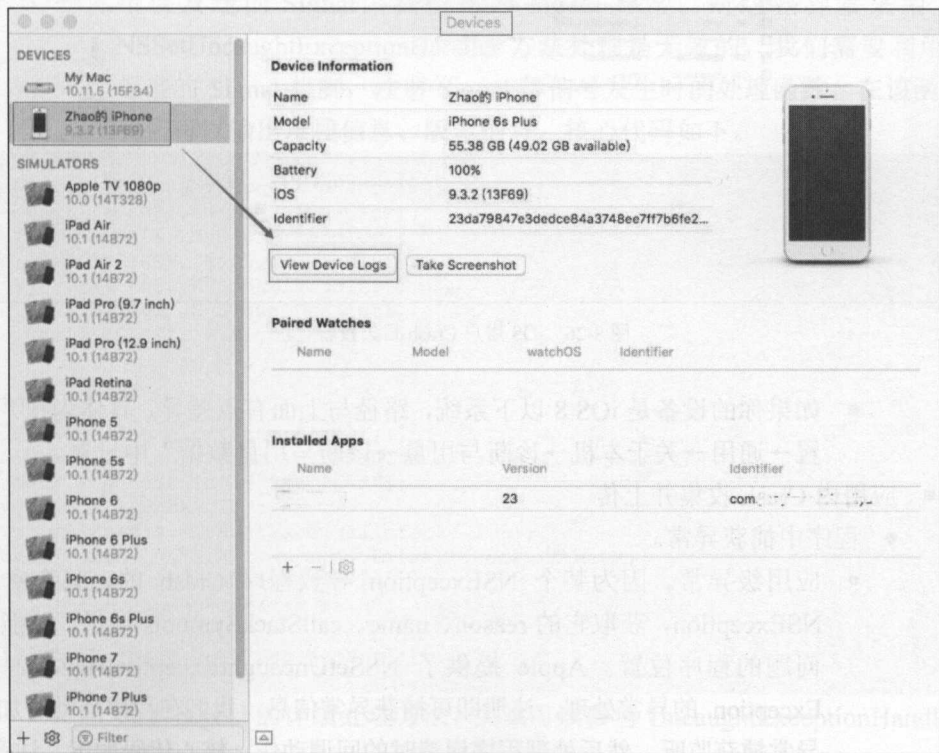 Devices
DEVICES
My Mac
10.11.5 (15F34)
Zhao的 iPhone
9.3.2 (13F69)
SIMULATORS
Apple TV 1080p
10.0 (14T328)
iPad Air
10.1 (14B72)
iPad Air 2
10.1 (14B72)
iPad Pro (9.7 inch)
10.1 (14B72)
iPad Pro (12.9 inch)
10.1 (14B72)
iPad Retina
10.1 (14B72)
iPhone 5
10.1 (14B72)
iPhone 5s
10.1 (14B72)
iPhone 6
10.1 (14B72)
iPhone 6 Plus
10.1 (14B72)
iPhone 6s
10.1 (14B72)
iPhone 6s Plus
10.1 (14B72)
iPhone 7
10.1 (14B72)
iPhone 7 Plus
10.1 (14B72)
Filter
Device Information
Name Zhao的 iPhone
Model iPhone 6s Plus
Capacity 55.38 GB (49.02 GB available)
Battery 100%
iOS 9.3.2 (13F69)
Identifier 23da79847e3dedce84a3748ee7ff7b6fe2...
View Device Logs Take Screenshot
Paired Watches
Name Model watchOS Identifier
Installed Apps
Name Version Identifier
23 com.